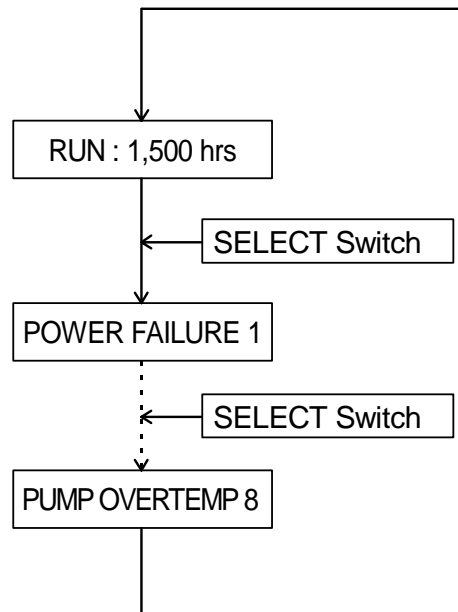 RUN : 1,500 hrs
SELECT Switch
POWER FAILURE 1
SELECT Switch
PUMP OVERTEMP 8